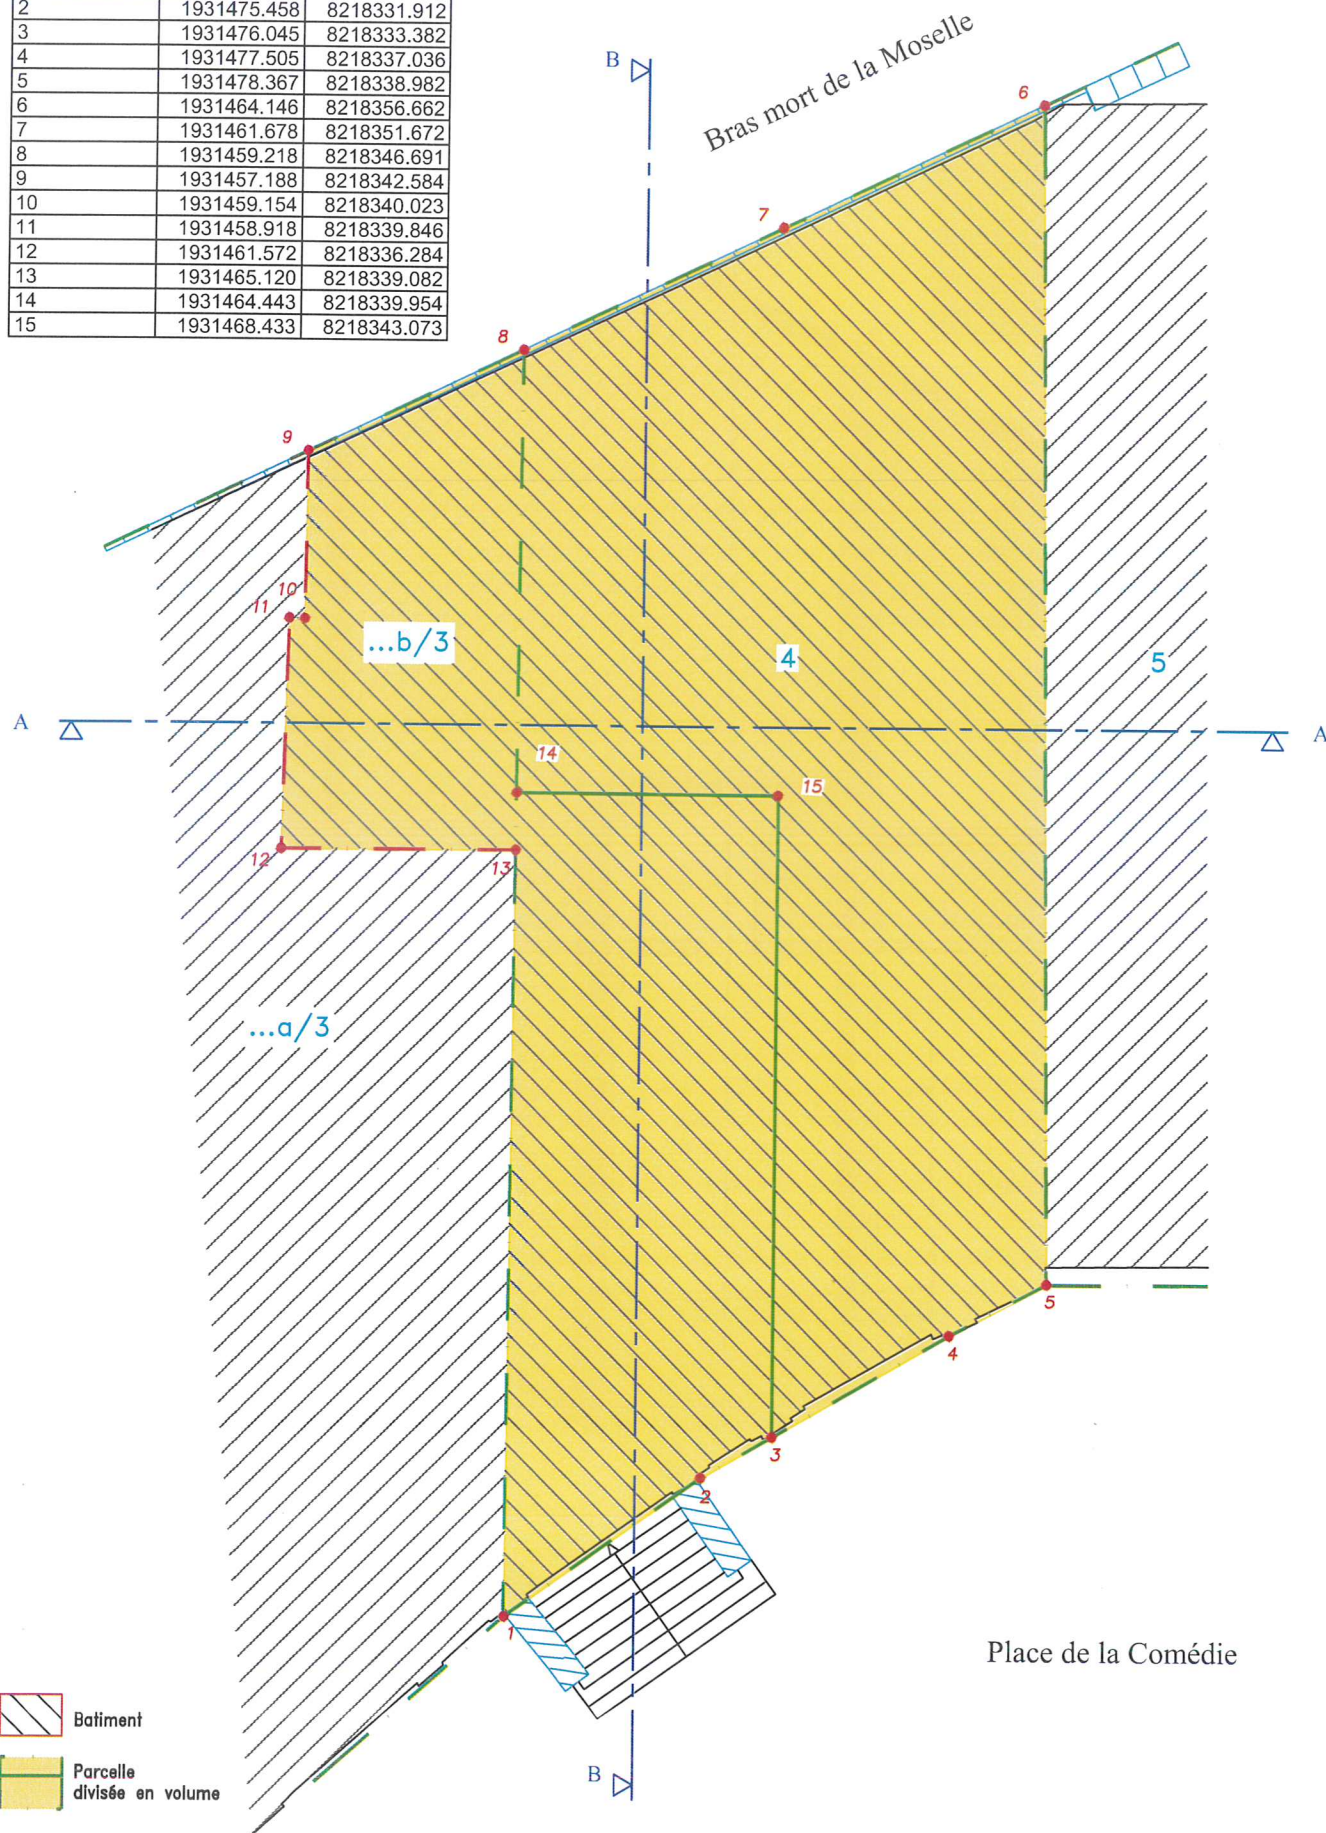 2 1931475.458 8218331.912
3 1931476.045 8218333.382
4 1931477.505 8218337.036
5 1931478.367 8218338.982
6 1931464.146 8218356.662
7 1931461.678 8218351.672
8 1931459.218 8218346.691
9 1931457.188 8218342.584
10 1931459.154 8218340.023
11 1931458.918 8218339.846
12 1931461.572 8218336.284
13 1931465.120 8218339.082
14 1931464.443 8218339.954
15 1931468.433 8218343.073
B
Bras mort de la Moselle
6
7
8
9
10
11
...b/3
4
5
A
A
14
15
12
13
...a/3
5
4
3
2
1
Place de la Comédie
Batiment
Parcelle
divisée en volume
B